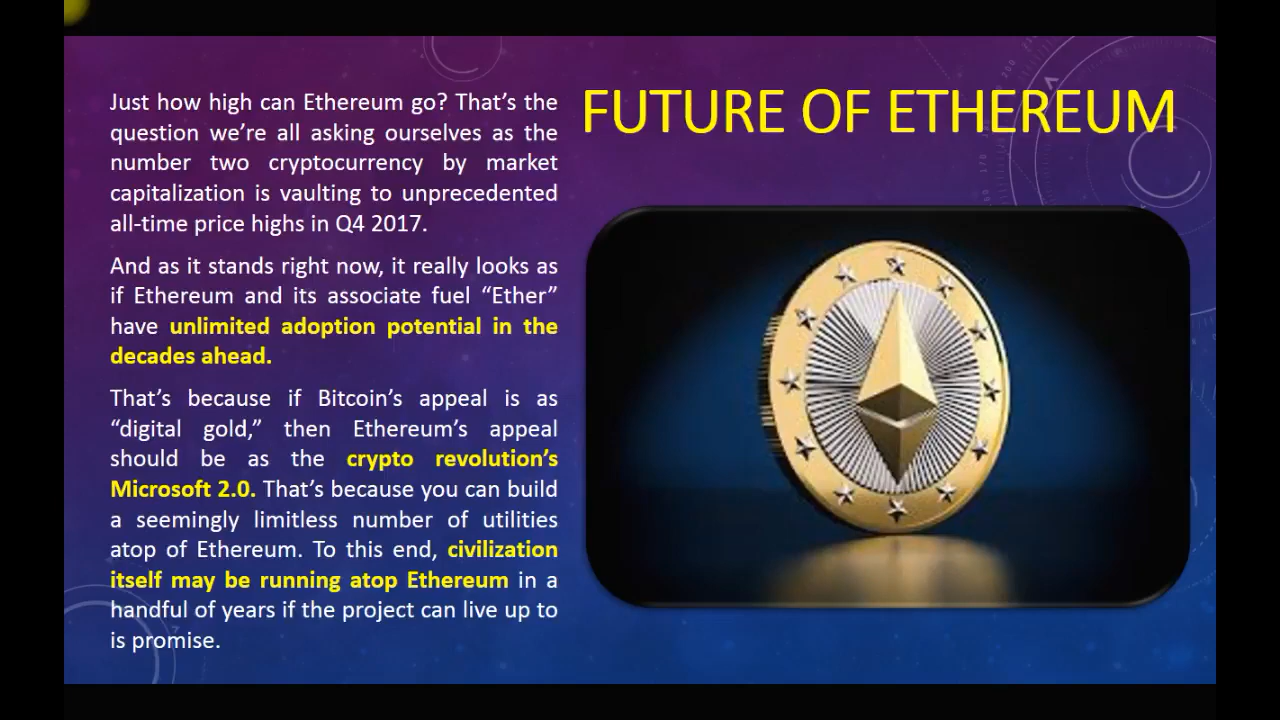 FUTURE OF ETHEREUM
Just how high can Ethereum go? That’s the
question we’re all asking ourselves as the
number two cryptocurrency by market
capitalization is vaulting to unprecedented
all-time price highs in Q4 2017.
And as it stands right now, it really looks as
if Ethereum and its associate fuel “Ether”
have unlimited adoption potential in the
decades ahead.
That’s because if Bitcoin’s appeal is as
“digital gold,” then Ethereum’s appeal
should be as the crypto revolution’s
Microsoft 2.0. That’s because you can build
a seemingly limitless number of utilities
atop of Ethereum. To this end, civilization
itself may be running atop Ethereum in a
handful of years if the project can live up to
is promise.